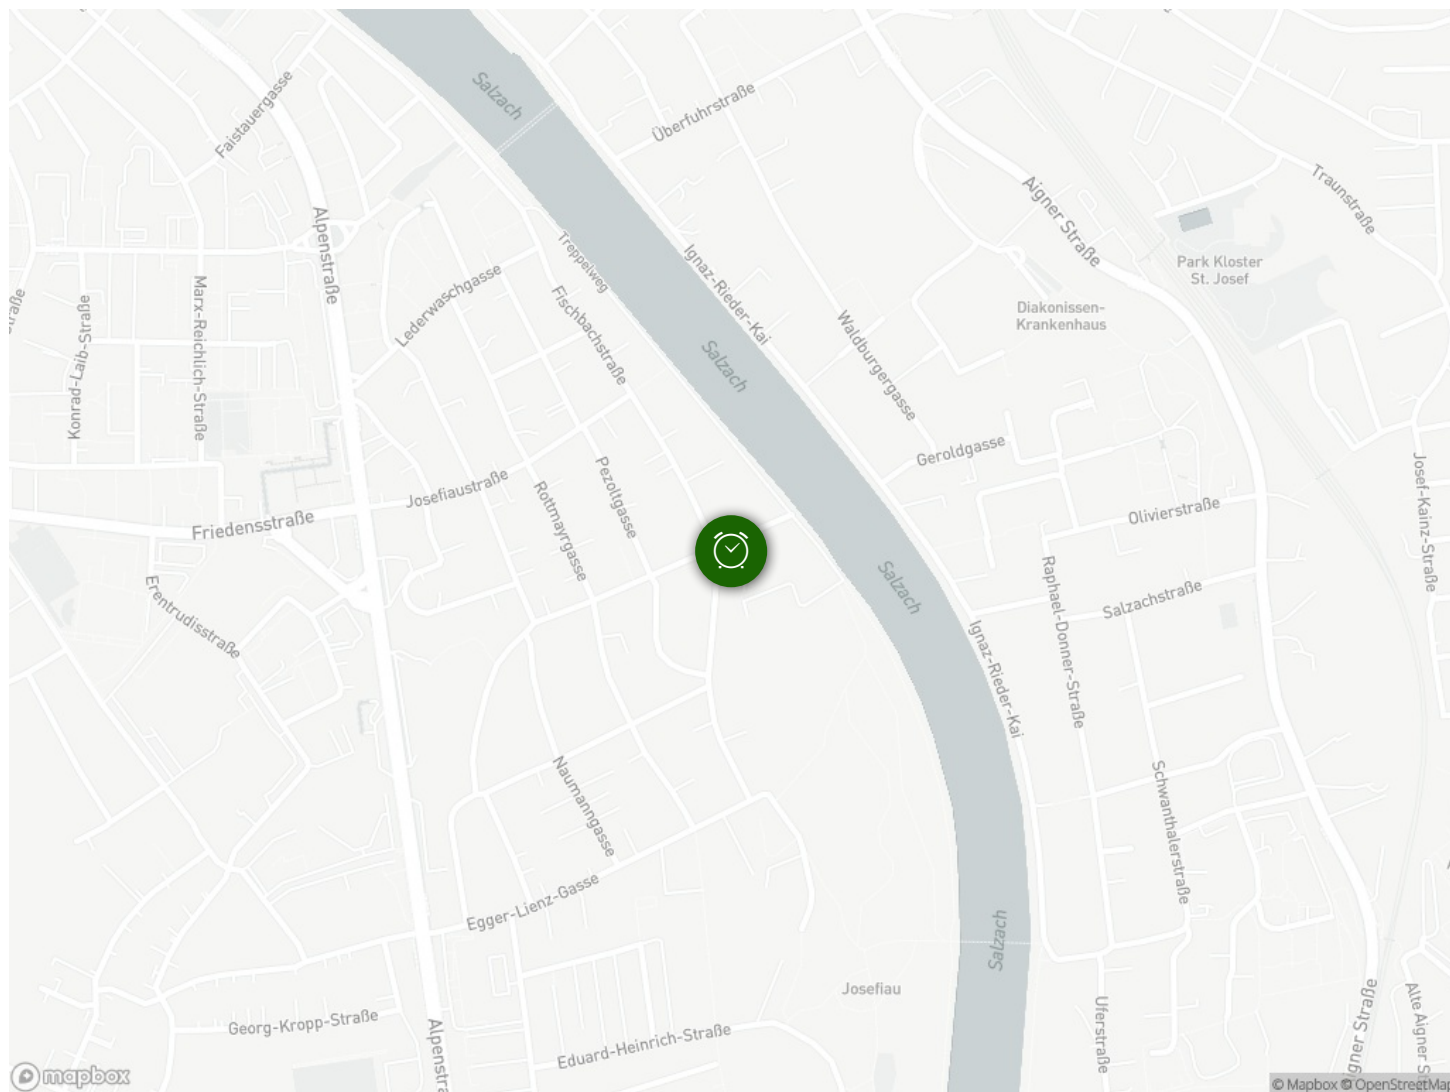 Salzach
Überfuhrstraße
Faistauergasse
Aigner Straße
Traunstraße
Alpenstraße
Treppelweg
Ignaz-Rieder-Kai
Park Kloster
St. Josef
Lederwaschgasse
Marx-Reichlich-Straße
Konrad-Laib-Straße
Fischbachstraße
Diakonissen-
Krankenhaus
Waldburgergasse
Salzach
Geroldgasse
Josefiaustraße
Pezoltgasse
Rottmayrgasse
Josef-Kainz-Straße
Friedensstraße
Olivierstraße
Erentrudisstraße
Salzach
Raphael-Donner-Straße
Salzachstraße
Ignaz-Rieder-Kai
Naumanngasse
Schwanthalerstraße
Egger-Lienz-Gasse
Salzach
Josefiau
Georg-Kropp-Straße
Alpenstra
Eduard-Heinrich-Straße
Uferstraße
Aigner Straße
Alte Aigner St
mapbox
© Mapbox © OpenStreetMap